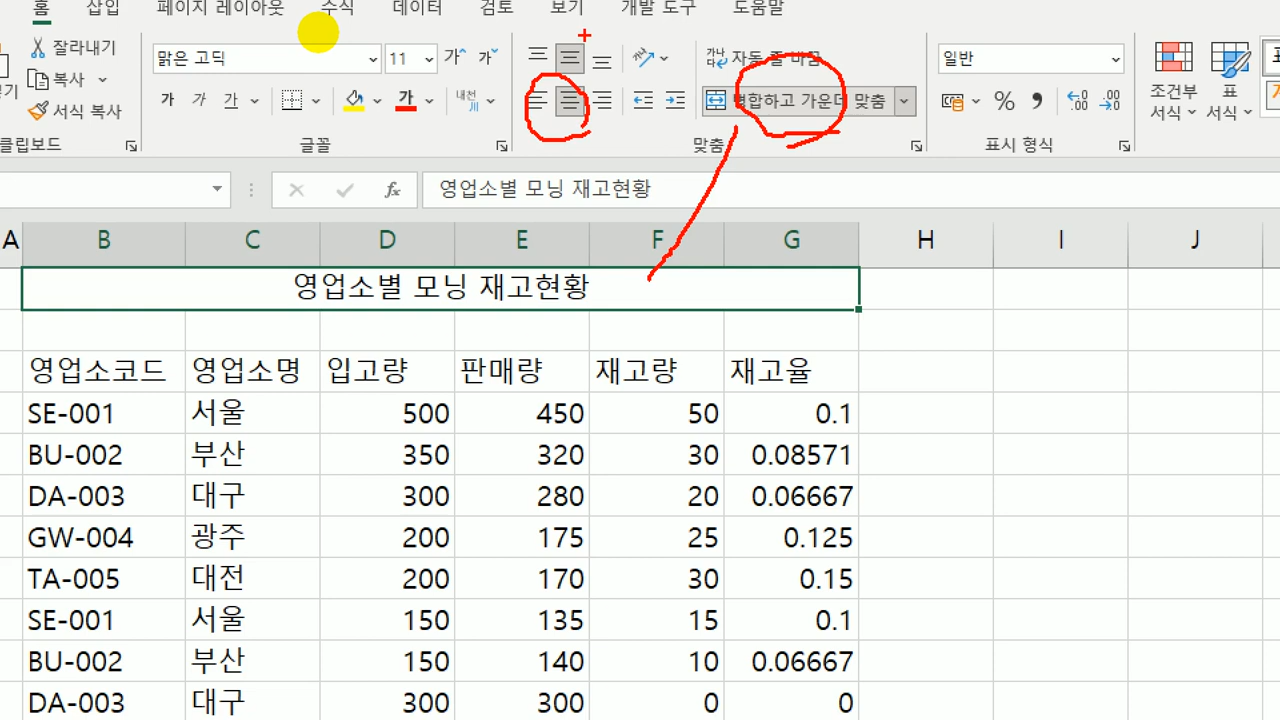 홈 삽입 페이지 레이아웃 수식 데이터 검토 보기 개발 도구 도움말
잘라내기
복사
서식 복사
클립보드
맑은 고딕 11 가 가
가 가 가 가 내천
글꼴
가나다 자동 줄 바꿈
병합하고 가운데 맞춤
맞춤
일반
% 9 .00
표시 형식
조건부 서식
표 서식
fx 영업소별 모닝 재고현황
A B C D E F G H I J
영업소별 모닝 재고현황
영업소코드 영업소명 입고량 판매량 재고량 재고율
SE-001 서울 500 450 50 0.1
BU-002 부산 350 320 30 0.08571
DA-003 대구 300 280 20 0.06667
GW-004 광주 200 175 25 0.125
TA-005 대전 200 170 30 0.15
SE-001 서울 150 135 15 0.1
BU-002 부산 150 140 10 0.06667
DA-003 대구 300 300 0 0